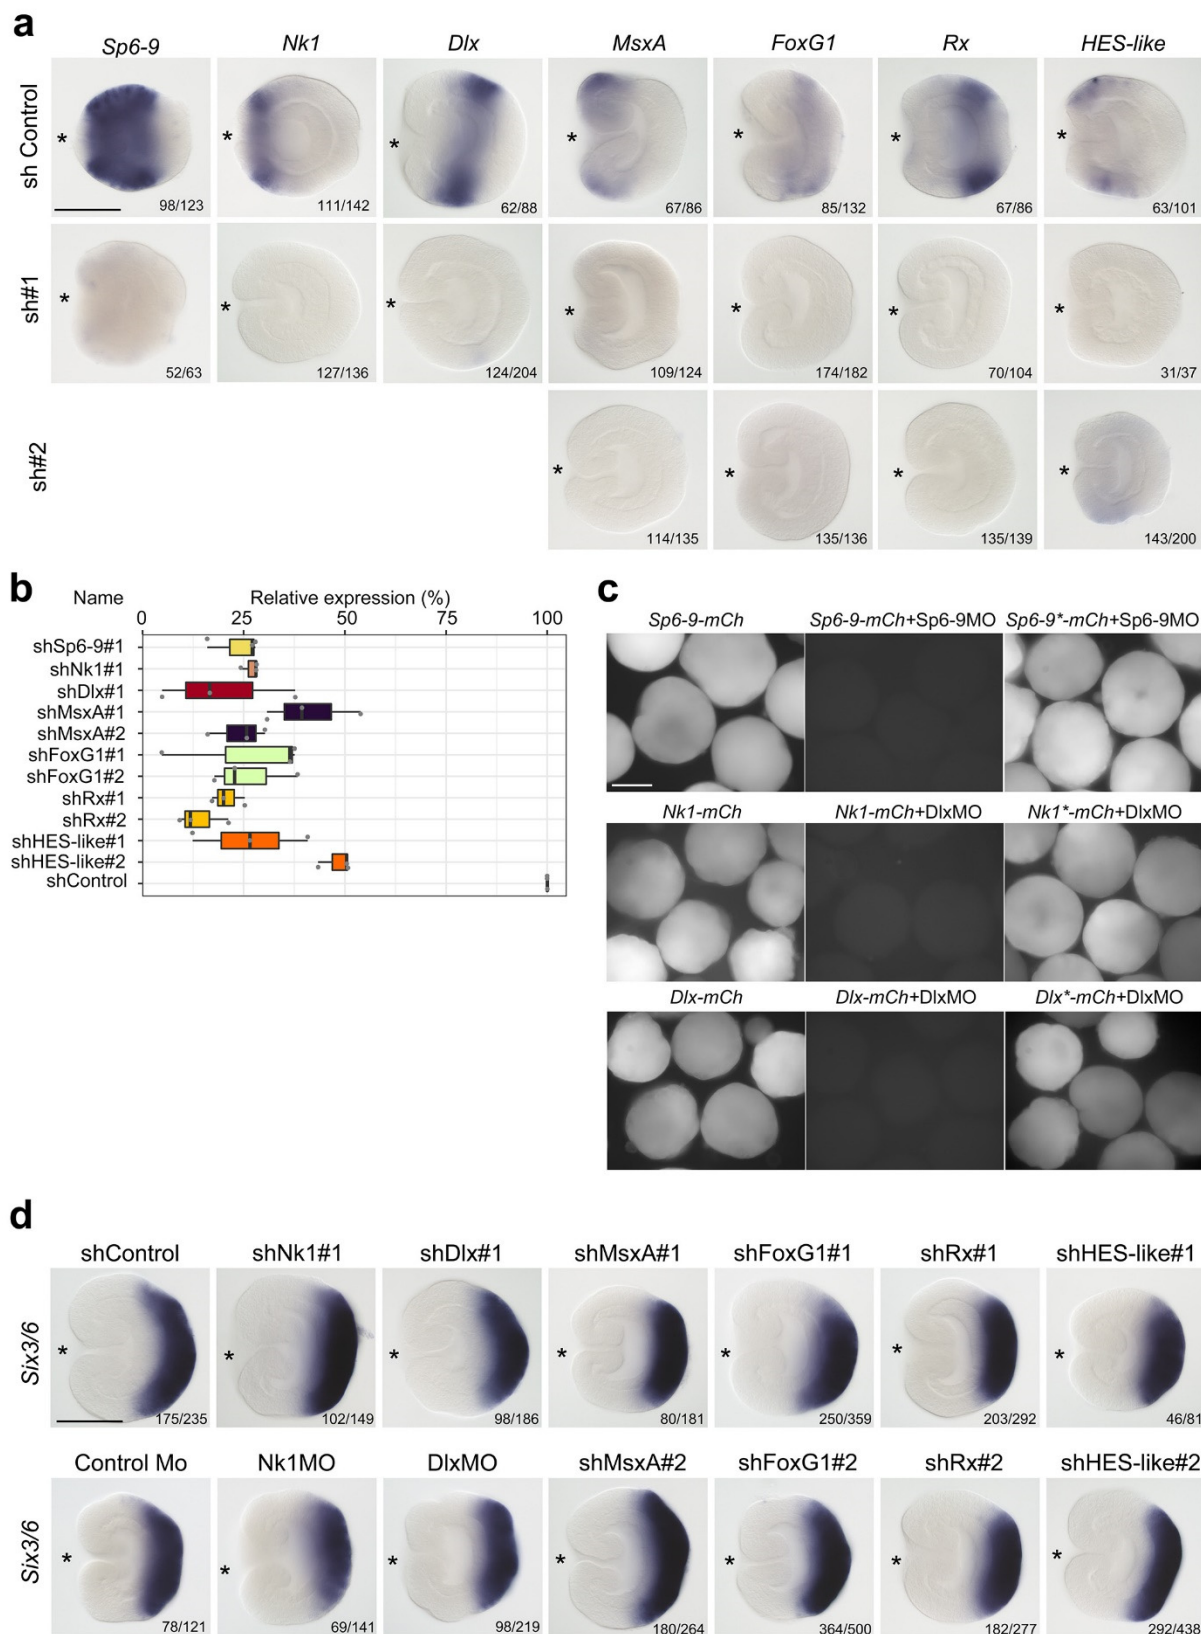 a
Sp6-9 Nk1 Dlx MsxA FoxG1 Rx HES-like
sh Control
* * * * * * *
98/123 111/142 62/88 67/86 85/132 67/86 63/101
sh#1
* * * * * * *
52/63 127/136 124/204 109/124 174/182 70/104 31/37
sh#2
* * * *
114/135 135/136 135/139 143/200
b
Name Relative expression (%)
0 25 50 75 100
shSp6-9#1
shNk1#1
shDlx#1
shMsxA#1
shMsxA#2
shFoxG1#1
shFoxG1#2
shRx#1
shRx#2
shHES-like#1
shHES-like#2
shControl
c
Sp6-9-mCh Sp6-9-mCh+Sp6-9MO Sp6-9*-mCh+Sp6-9MO
Nk1-mCh Nk1-mCh+DlxMO Nk1*-mCh+DlxMO
Dlx-mCh Dlx-mCh+DlxMO Dlx*-mCh+DlxMO
d
shControl shNk1#1 shDlx#1 shMsxA#1 shFoxG1#1 shRx#1 shHES-like#1
Six3/6
* * * * * * *
175/235 102/149 98/186 80/181 250/359 203/292 46/81
Control Mo Nk1MO DlxMO shMsxA#2 shFoxG1#2 shRx#2 shHES-like#2
Six3/6
* * * * * * *
78/121 69/141 98/219 180/264 364/500 182/277 292/438